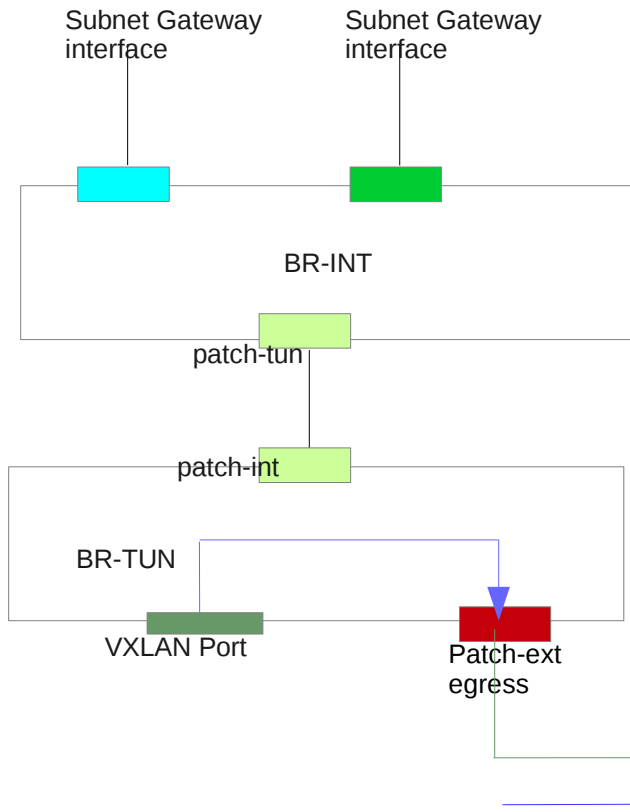 Subnet Gateway
interface
Subnet Gateway
interface
BR-INT
patch-tun
patch-int
BR-TUN
VXLAN Port
Patch-ext
egress